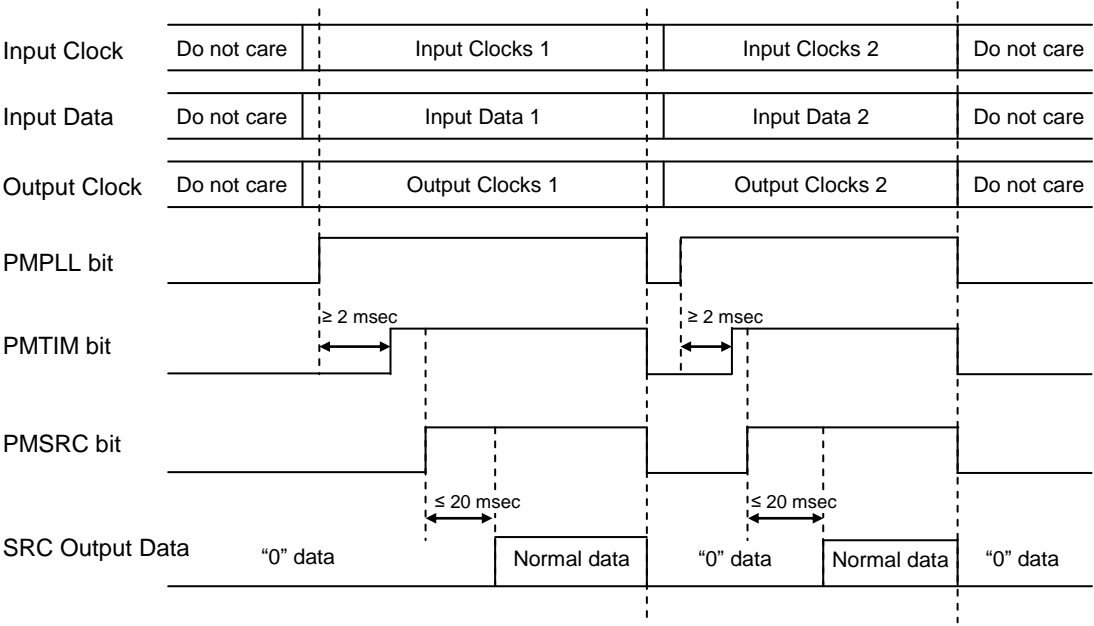 Input Clock Do not care Input Clocks 1 Input Clocks 2 Do not care
Input Data Do not care Input Data 1 Input Data 2 Do not care
Output Clock Do not care Output Clocks 1 Output Clocks 2 Do not care
PMPLL bit
≥ 2 msec ≥ 2 msec
PMTIM bit
PMSRC bit
≤ 20 msec ≤ 20 msec
SRC Output Data “0” data Normal data “0” data Normal data “0” data